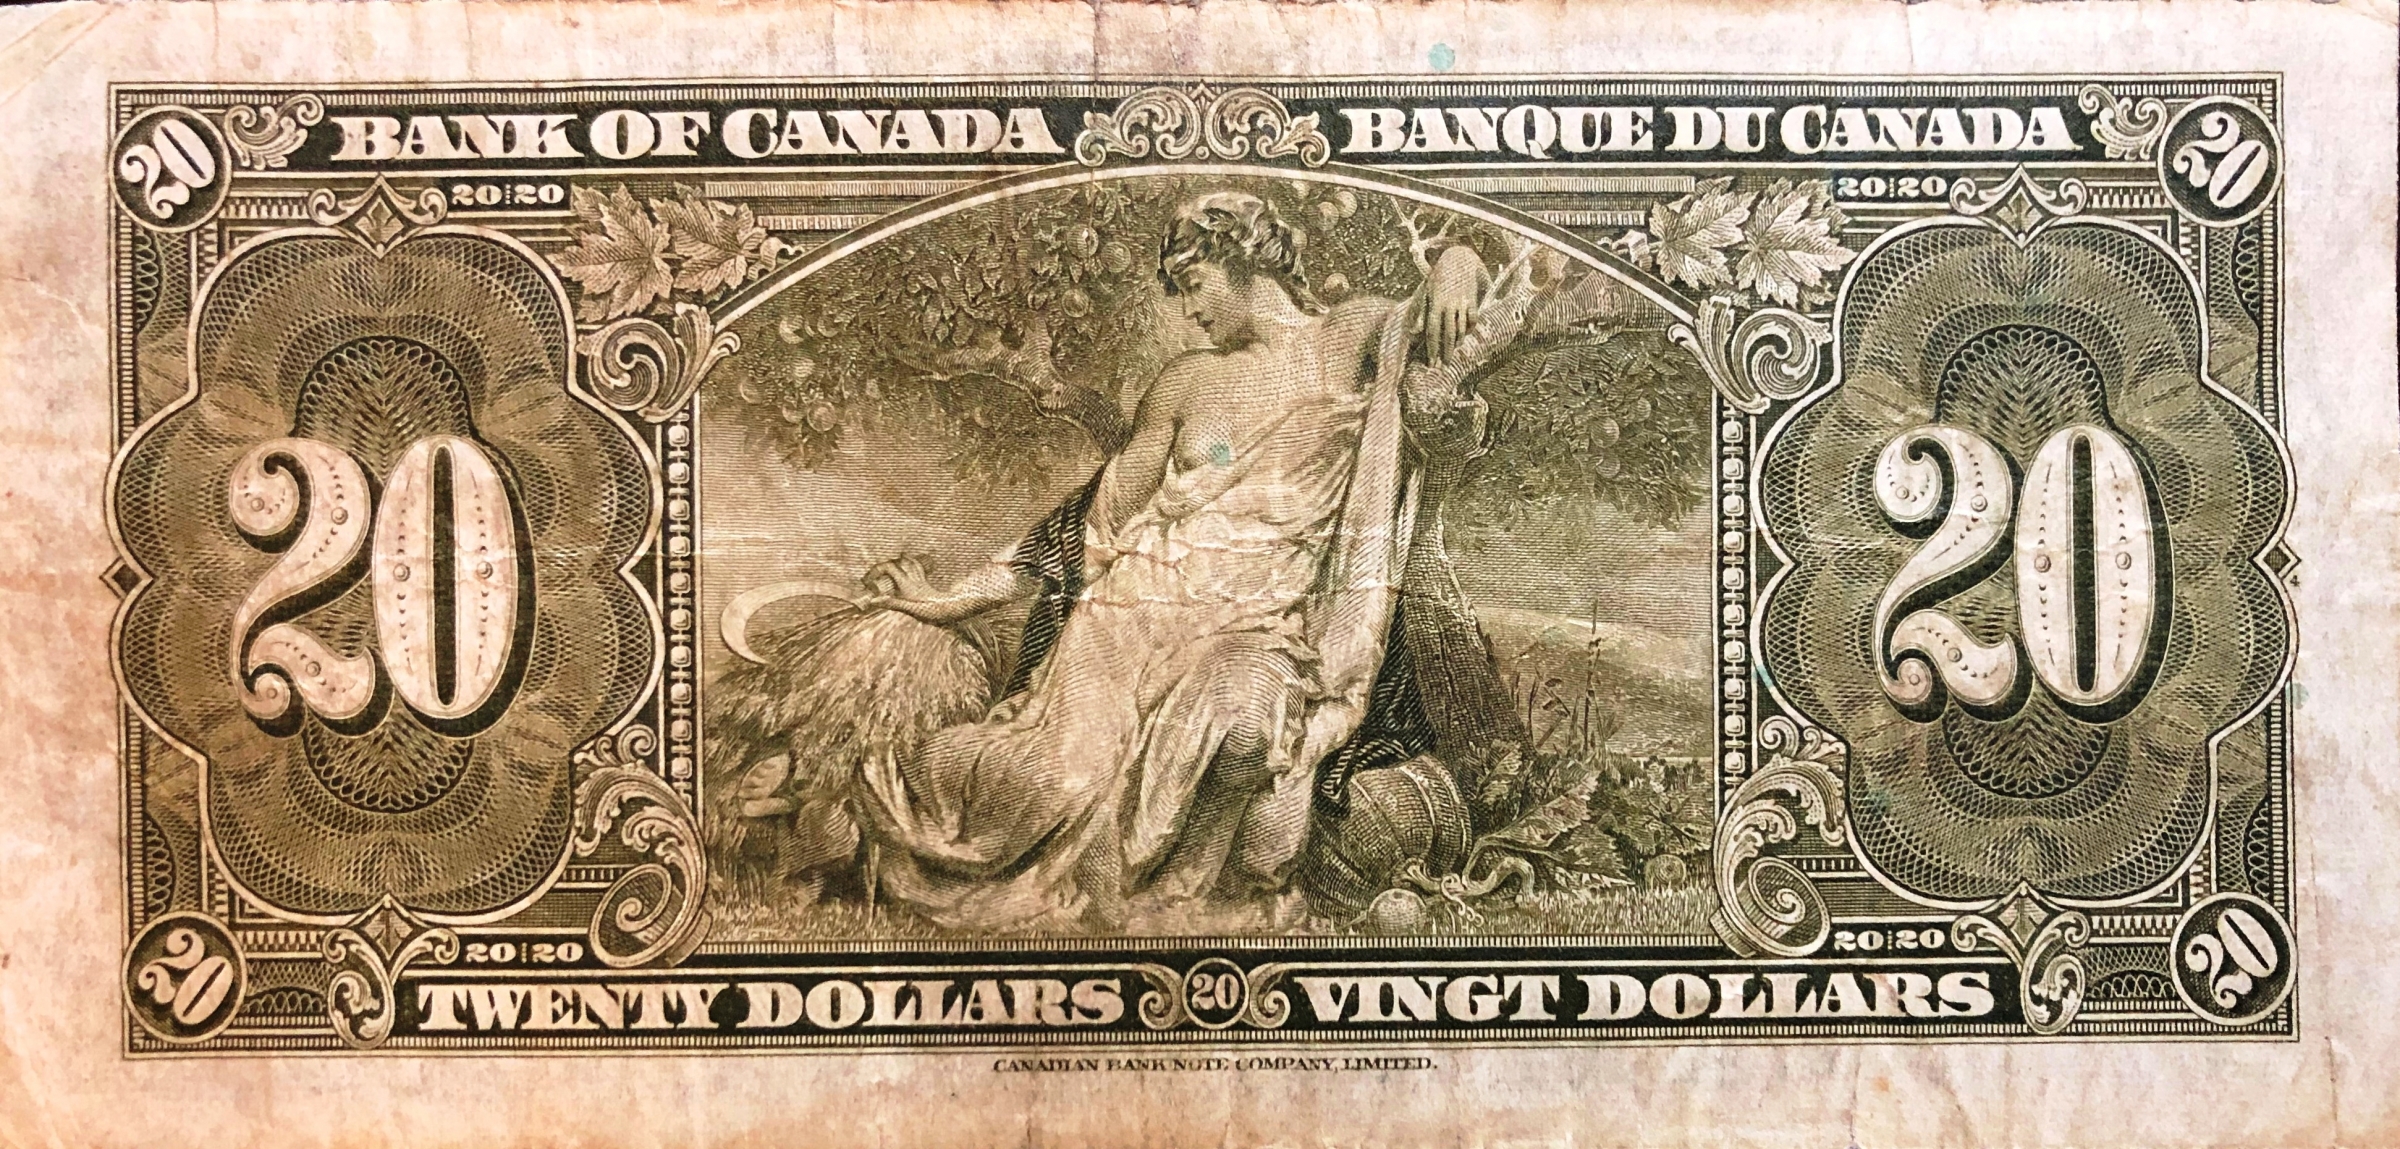 BANK OF CANADA BANQUE DU CANADA
20 20
20 20 20 20
20 20
20 20 20 20
20 20
TWENTY DOLLARS 20 VINGT DOLLARS
CANADIAN BANK NOTE COMPANY, LIMITED.